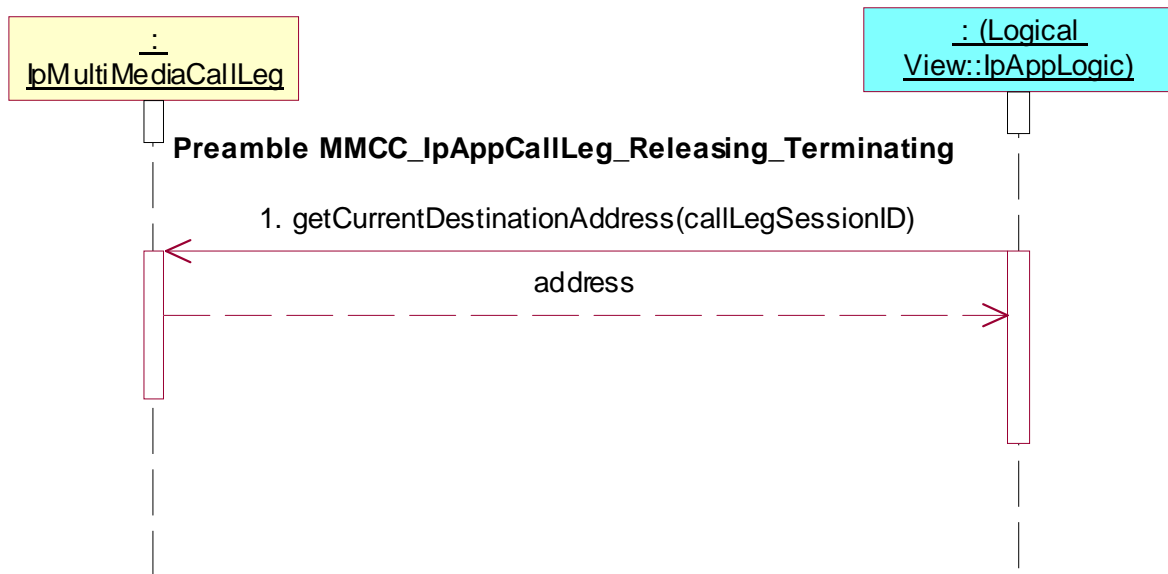 :
IpMultiMediaCallLeg
: (Logical
View::IpAppLogic)
Preamble MMCC_IpAppCallLeg_Releasing_Terminating
1. getCurrentDestinationAddress(callLegSessionID)
address